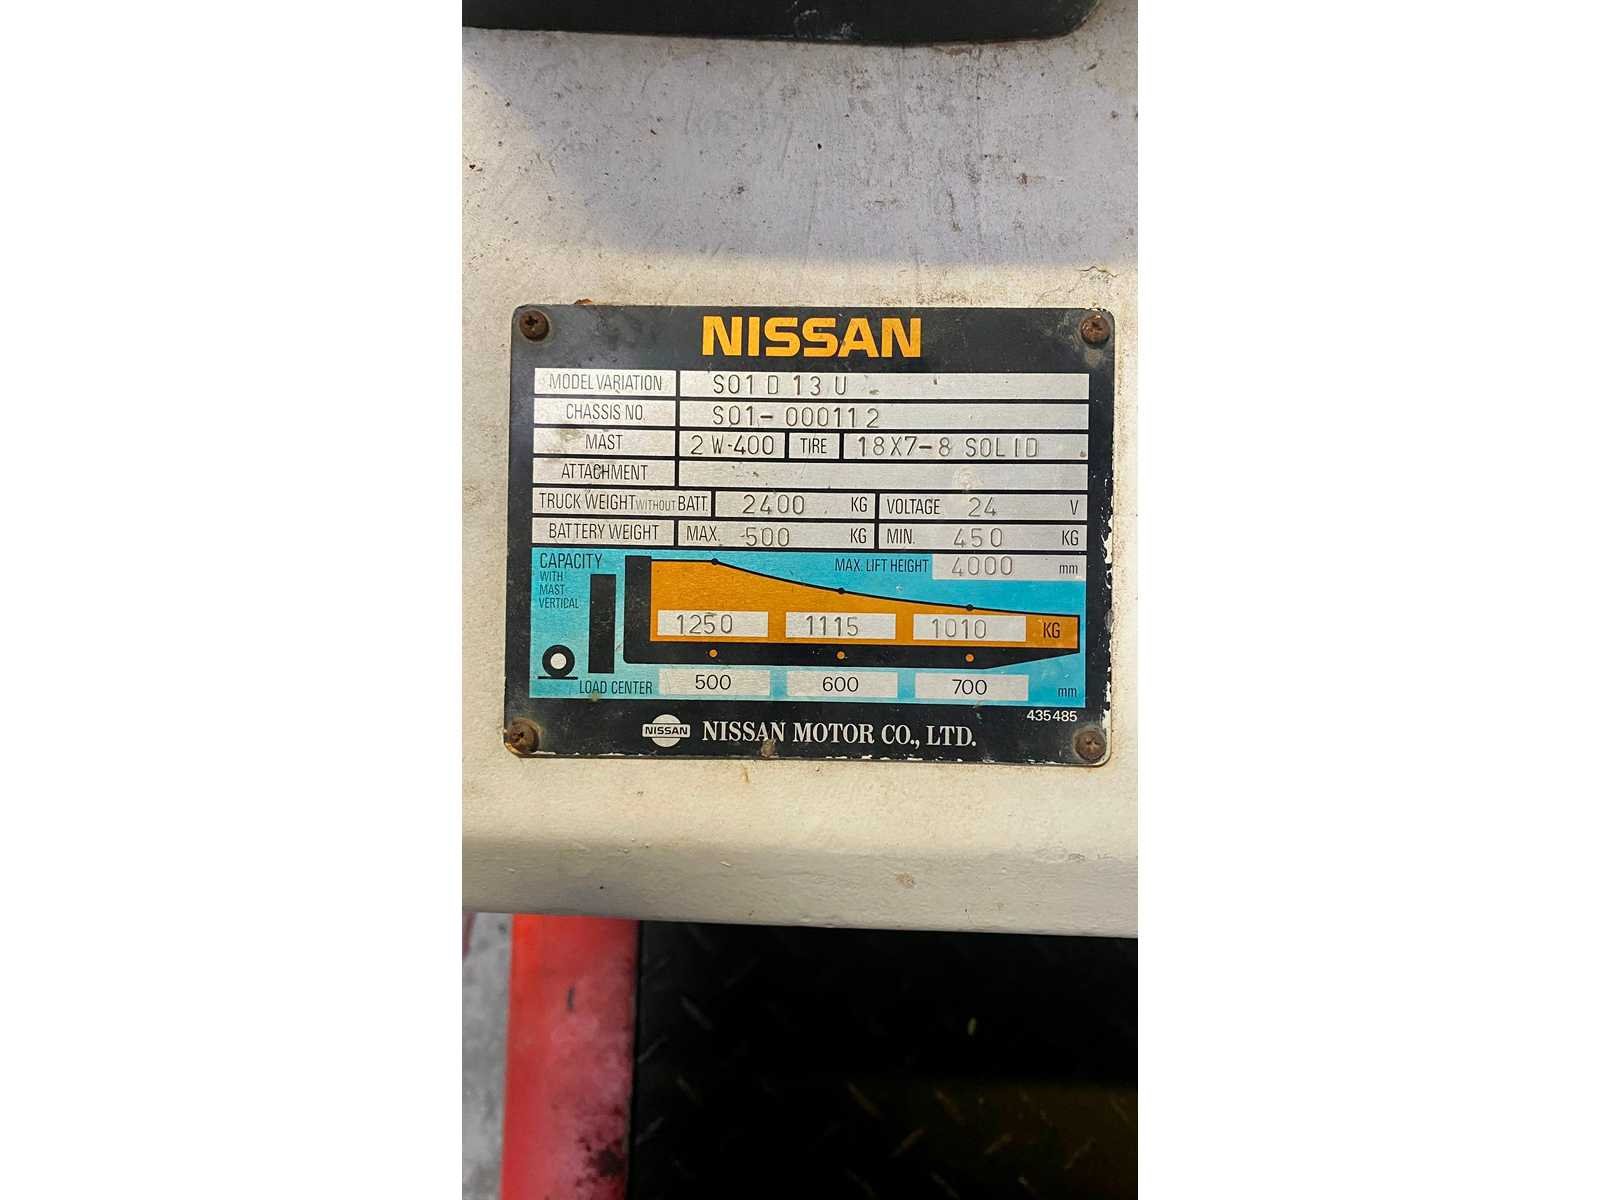 NISSAN
MODEL VARIATION S01D13U
CHASSIS NO. S01-000112
MAST 2W-400 TIRE 18X7-8 SOLID
ATTACHMENT
TRUCK WEIGHT WITHOUT BATT. 2400 KG VOLTAGE 24 V
BATTERY WEIGHT MAX. 500 KG MIN. 450 KG
CAPACITY
WITH
MAST
VERTICAL
MAX. LIFT HEIGHT 4000 mm
1250 1115 1010 KG
LOAD CENTER 500 600 700 mm
435485
NISSAN NISSAN MOTOR CO., LTD.